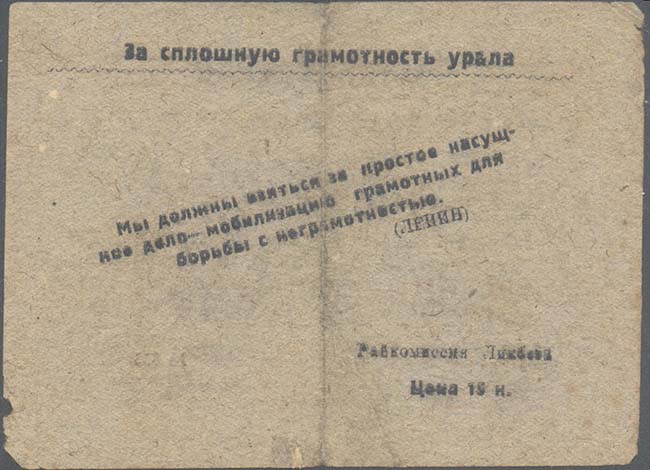 За сплошную грамотность урала
Мы должны взяться за простое насущ-
ное дело—мобилизацию грамотных для
борьбы с неграмотностью.
(ЛЕНИН)
Райкомиссия Ликбеза
Цена 15 к.